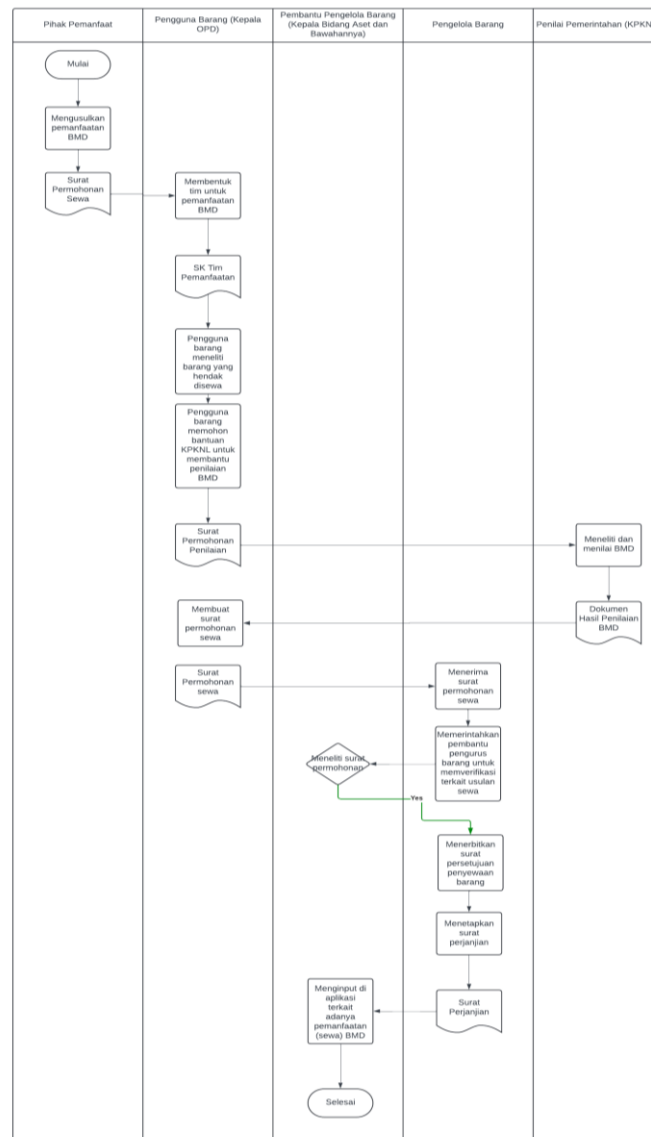 Pihak Pemanfaat
Pengguna Barang (Kepala
OPD)
Pembantu Pengelola Barang
(Kepala Bidang Aset dan
Bawahannya)
Pengelola Barang
Penilai Pemerintahan (KPKN
Mulai
Mengusulkan
pemanfaatan
BMD
Surat
Permohonan
Sewa
Membentuk
tim untuk
pemanfaatan
BMD
SK Tim
Pemanfaatan
Pengguna
barang
meneliti
barang yang
hendak
disewa
Pengguna
barang
memohon
bantuan
KPKNL untuk
membantu
penilaian
BMD
Surat
Permohonan
Penilaian
Meneliti dan
menilai BMD
Dokumen
Hasil Penilaian
BMD
Membuat
surat
permohonan
sewa
Surat
Permohonan
sewa
Menerima
surat
permohonan
sewa
Memerintahkan
pembantu
pengurus
barang untuk
memverifikasi
terkait usulan
sewa
Meneliti surat
permohonan
Yes
Menerbitkan
surat
persetujuan
penyewaan
barang
Menetapkan
surat
perjanjian
Surat
Perjanjian
Menginput di
aplikasi
terkait
adanya
pemanfaatan
(sewa) BMD
Selesai